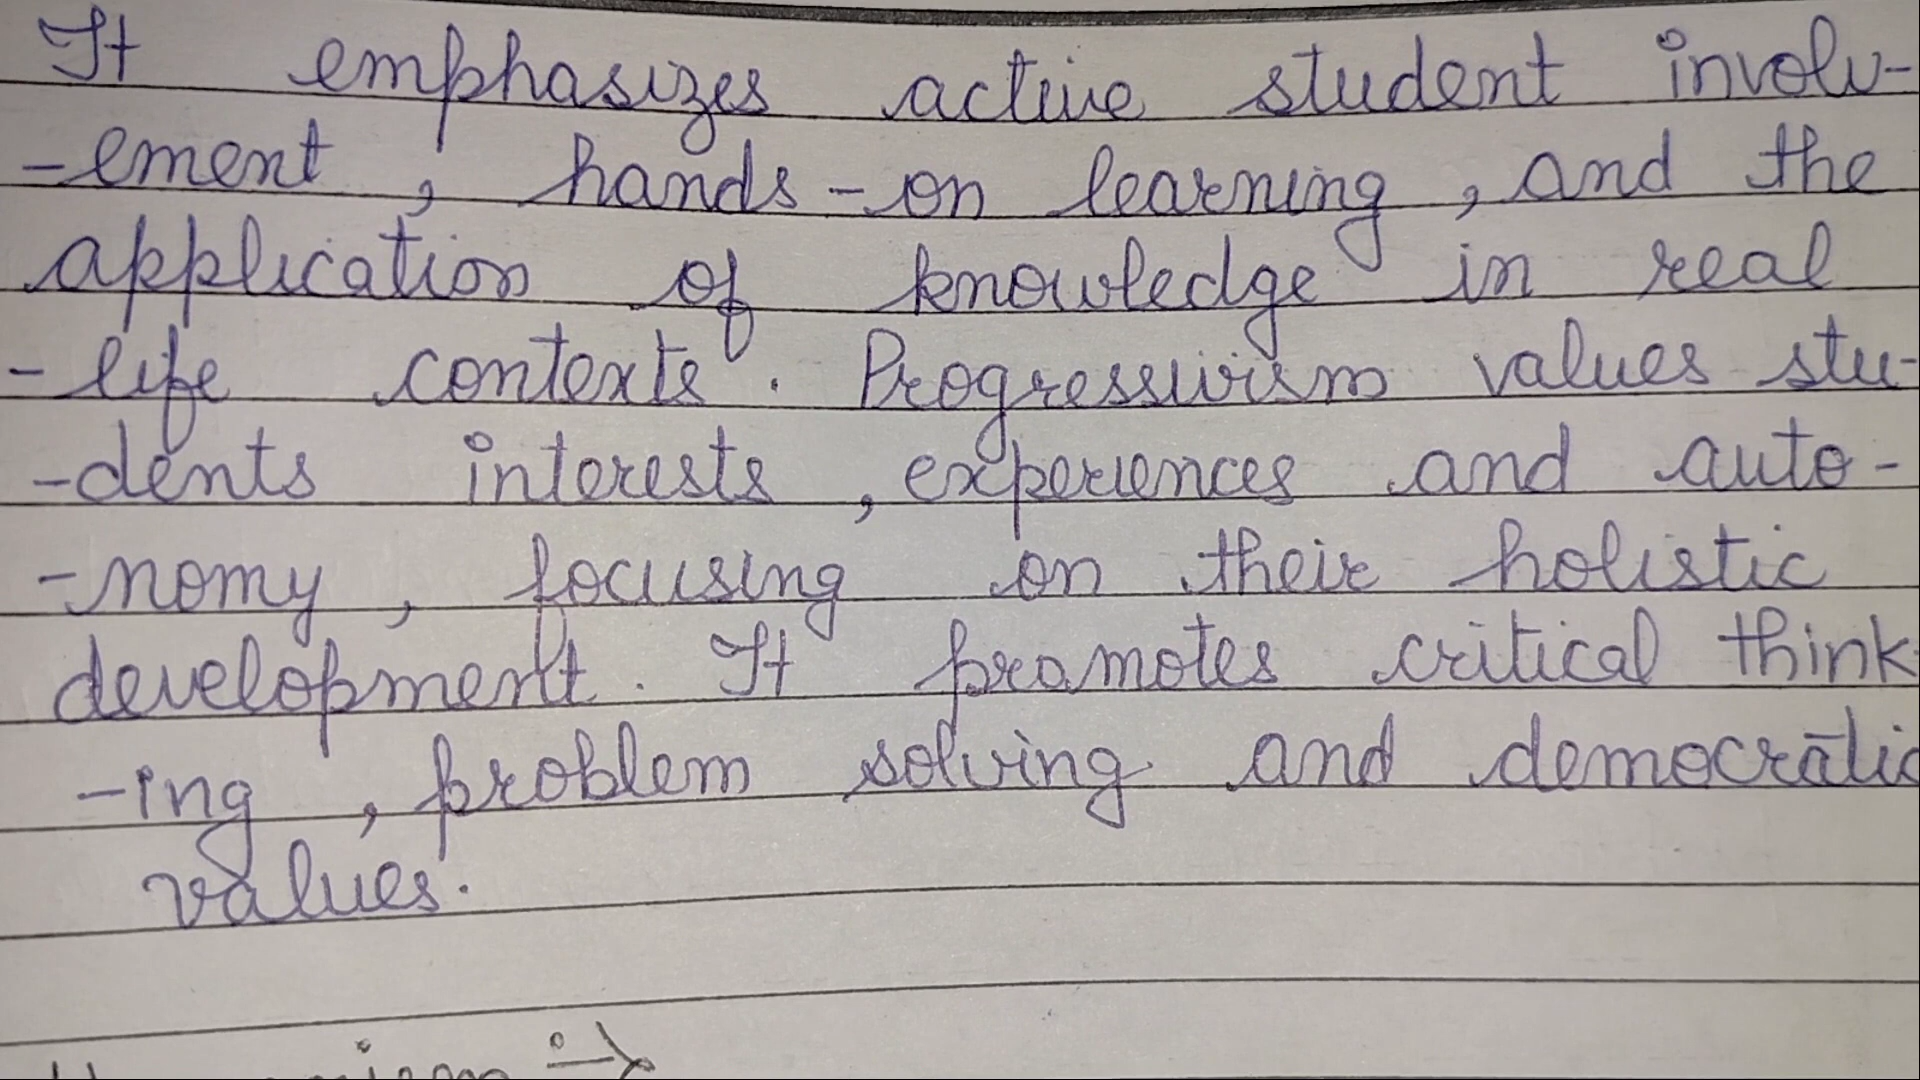 It emphasizes active student involv-
-ement, hands-on learning, and the
application of knowledge in real
-life contexts. Progressivism values stu-
-dents interests, experiences and auto-
-nomy, focusing on their holistic
development. It promotes critical think
-ing, problem solving and democratic
values.